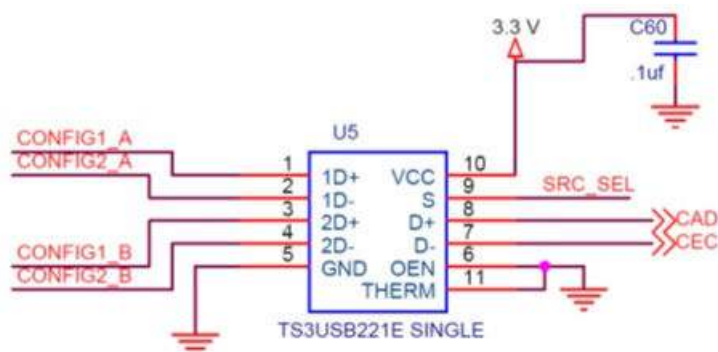 3.3 V
C60
.1uf
U5
CONFIG1_A
CONFIG2_A
CONFIG1_B
CONFIG2_B
1 1D+ VCC 10
2 1D- S 9 SRC_SEL
3 2D+ D+ 8 CAD
4 2D- D- 7 CEC
5 GND OEN 6
THERM 11
TS3USB221E SINGLE